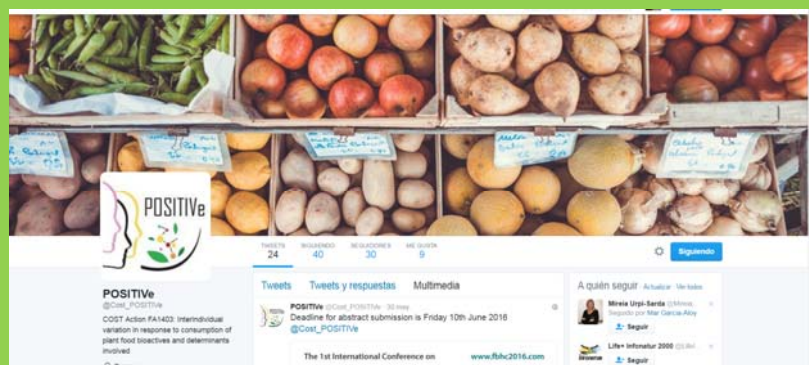 POSITIVe
TWEETS SIGUIENDO SEGUIDORES ME GUSTA
24 40 30 9
Siguiendo
POSITIVe
@Cost_POSITIVe
COST Action FA1403: Interindividual
variation in response to consumption of
plant food bioactives and determinants
involved
Tweets Tweets y respuestas Multimedia
POSITIVe @Cost_POSITIVe · 30 may.
Deadline for abstract submission is Friday 10th June 2016
@Cost_POSITIVe
The 1st International Conference on www.fbhc2016.com
A quién seguir · Actualizar · Ver todos
Mireia Urpi-Sarda
Seguido por Mar Garcia-Aloy
Seguir
Life+ Infonatur 2000
Seguir